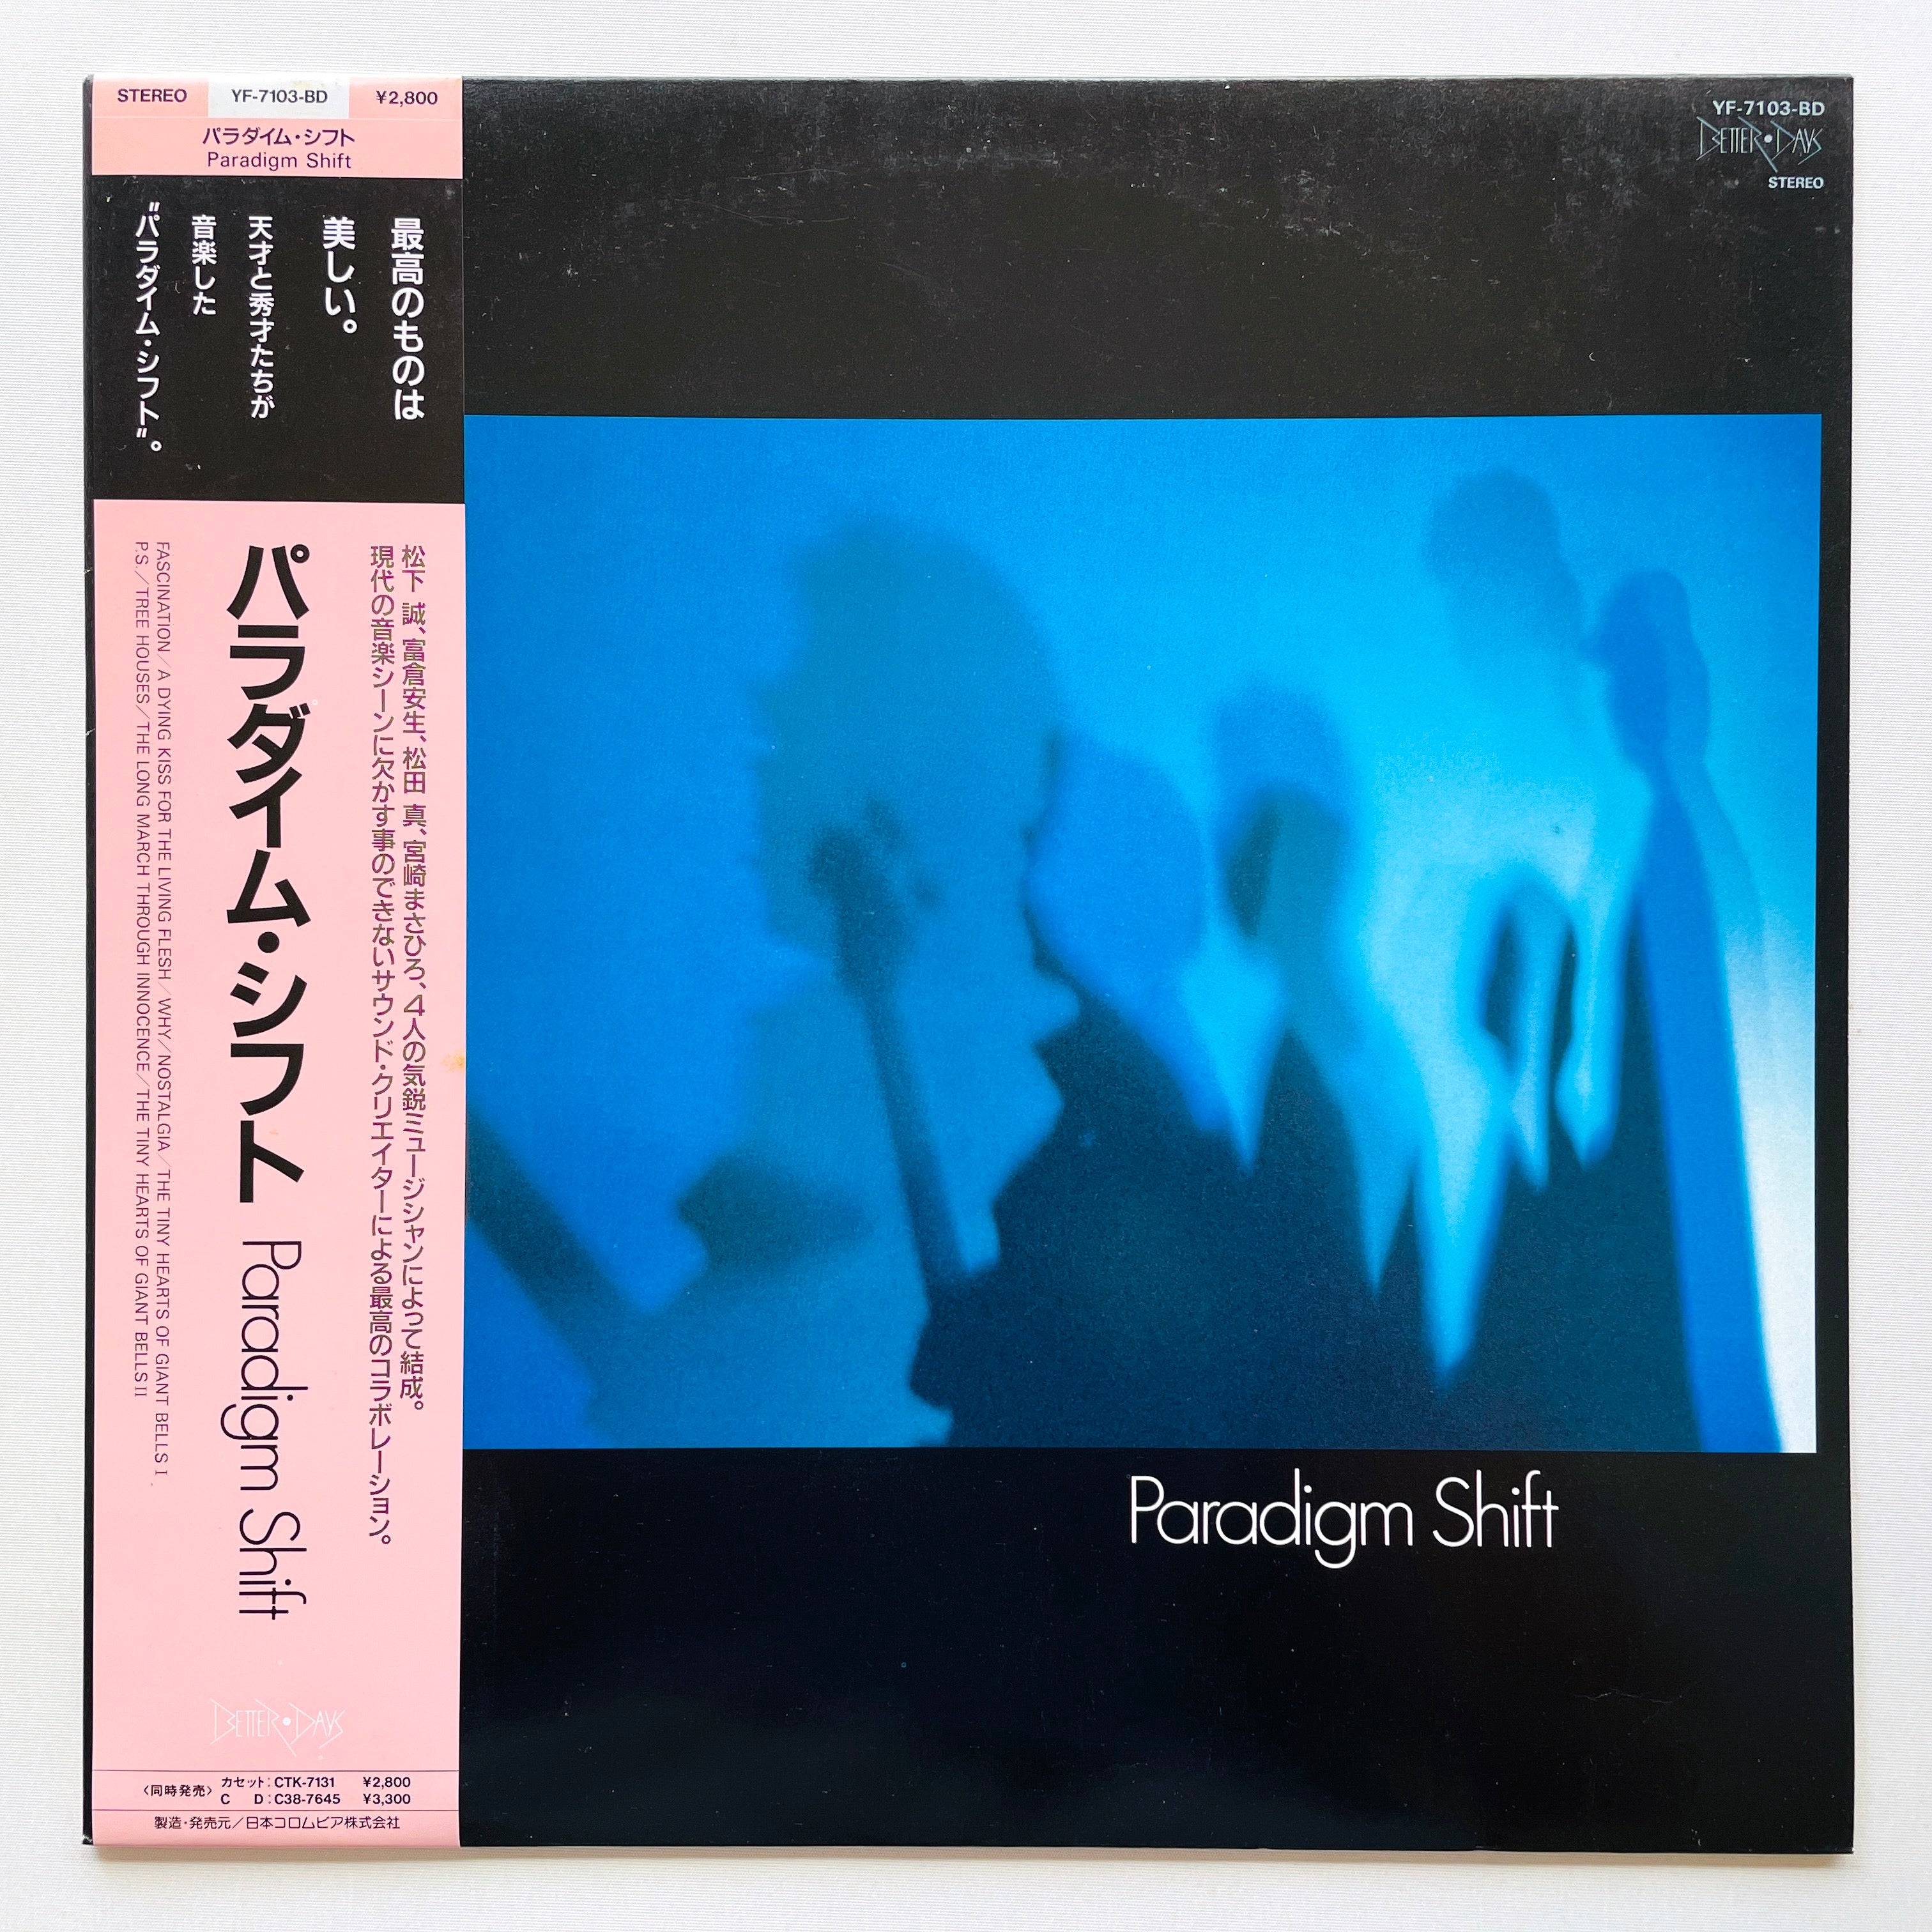 STEREO YF-7103-BD ¥2,800
パラダイム・シフト
Paradigm Shift
最高のものは
美しい。
天才と秀才たちが
音楽した
“パラダイム・シフト”。
松下 誠、富倉安生、松田 真、宮崎まさひろ、4人の気鋭ミュージシャンによって結成。
現代の音楽シーンに欠かす事のできないサウンド・クリエイターによる最高のコラボレーション。
パラダイム・シフト Paradigm Shift
FASCINATION／A DYING KISS FOR THE LIVING FLESH／WHY／NOSTALGIA／THE TINY HEARTS OF GIANT BELLS I
P.S.／TREE HOUSES／THE LONG MARCH THROUGH INNOCENCE／THE TINY HEARTS OF GIANT BELLS II
BETTER・DAYS
〈同時発売〉 カセット:CTK-7131 ¥2,800
C D:C38-7645 ¥3,300
製造・発売元／日本コロムビア株式会社
YF-7103-BD
BETTER・DAYS
STEREO
Paradigm Shift